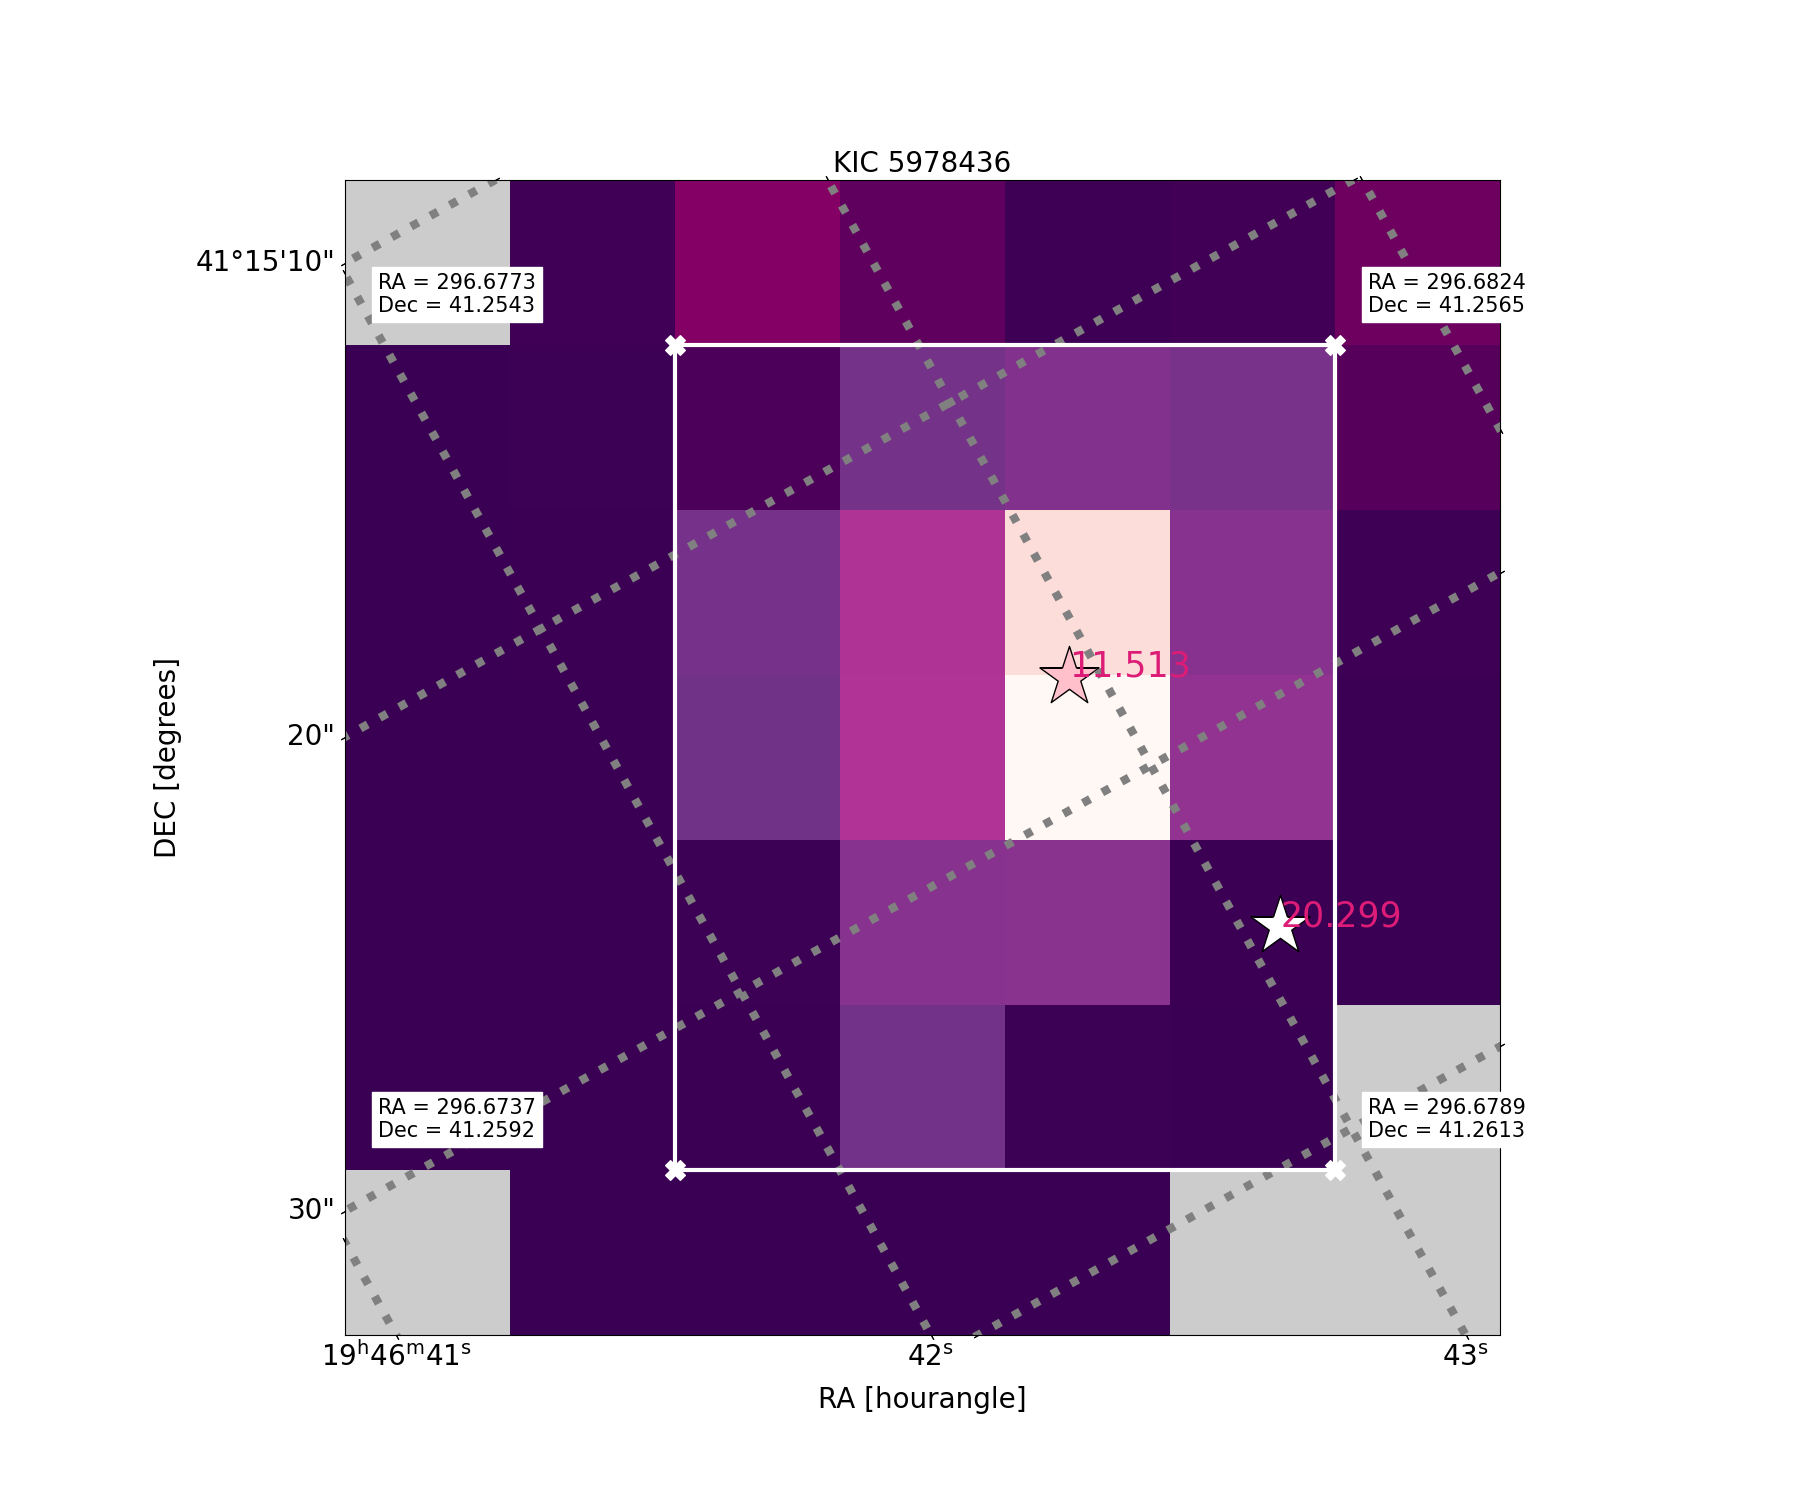 KIC 5978436
41°15'10"
RA = 296.6773
Dec = 41.2543
RA = 296.6824
Dec = 41.2565
11.513
20"
DEC [degrees]
20.299
RA = 296.6737
Dec = 41.2592
RA = 296.6789
Dec = 41.2613
30"
19ʰ46ᵐ41ˢ
42ˢ
43ˢ
RA [hourangle]